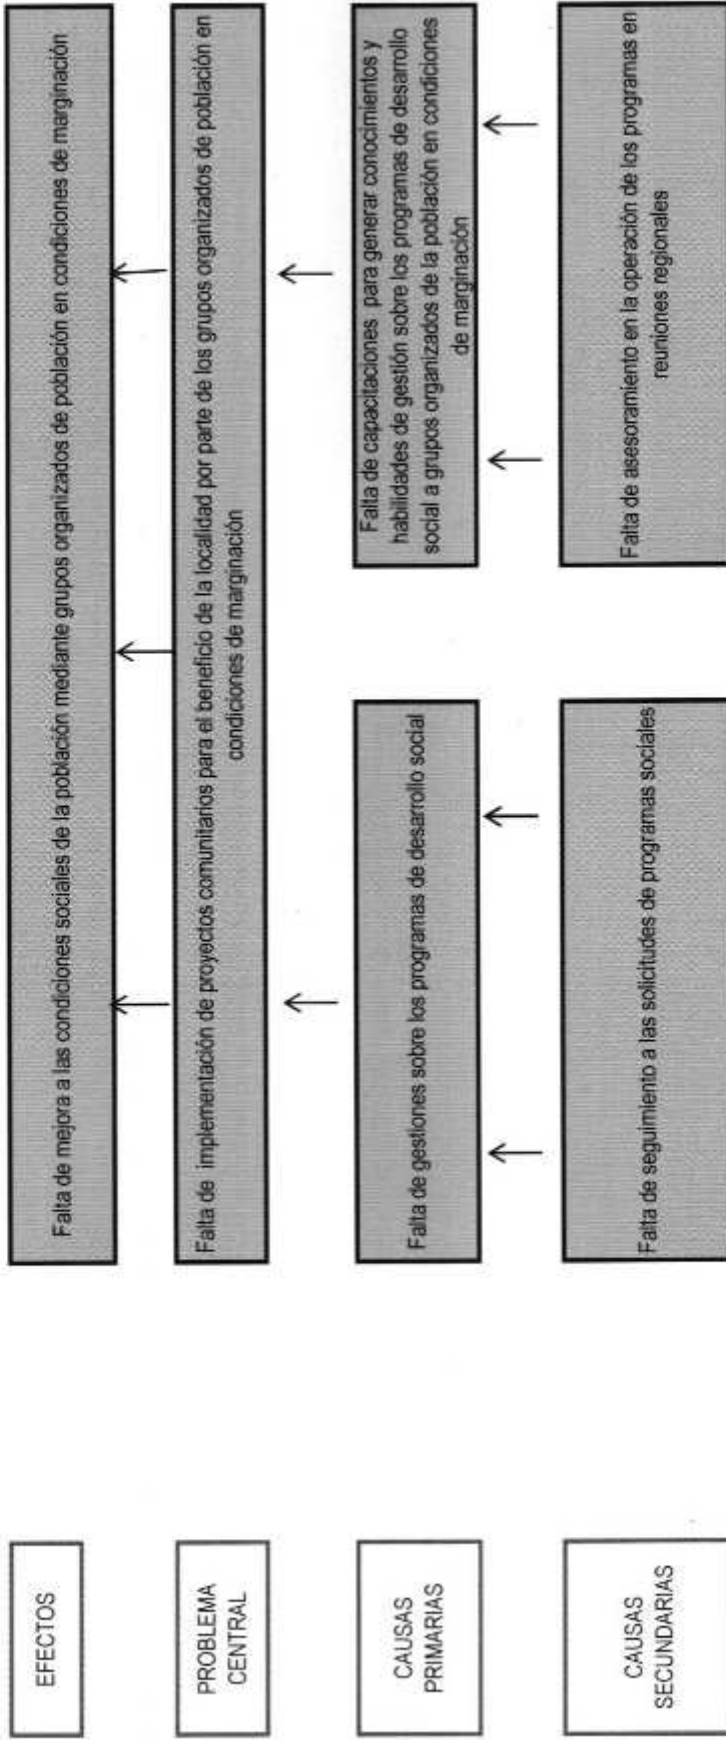 EFECTOS
Falta de mejora a las condiciones sociales de la población mediante grupos organizados de población en condiciones de marginación
PROBLEMA
CENTRAL
Falta de implementación de proyectos comunitarios para el beneficio de la localidad por parte de los grupos organizados de población en
condiciones de marginación
CAUSAS
PRIMARIAS
Falta de gestiones sobre los programas de desarrollo social
Falta de capacitaciones para generar conocimientos y
habilidades de gestión sobre los programas de desarrollo
social a grupos organizados de la población en condiciones
de marginación
CAUSAS
SECUNDARIAS
Falta de seguimiento a las solicitudes de programas sociales
Falta de asesoramiento en la operación de los programas en
reuniones regionales